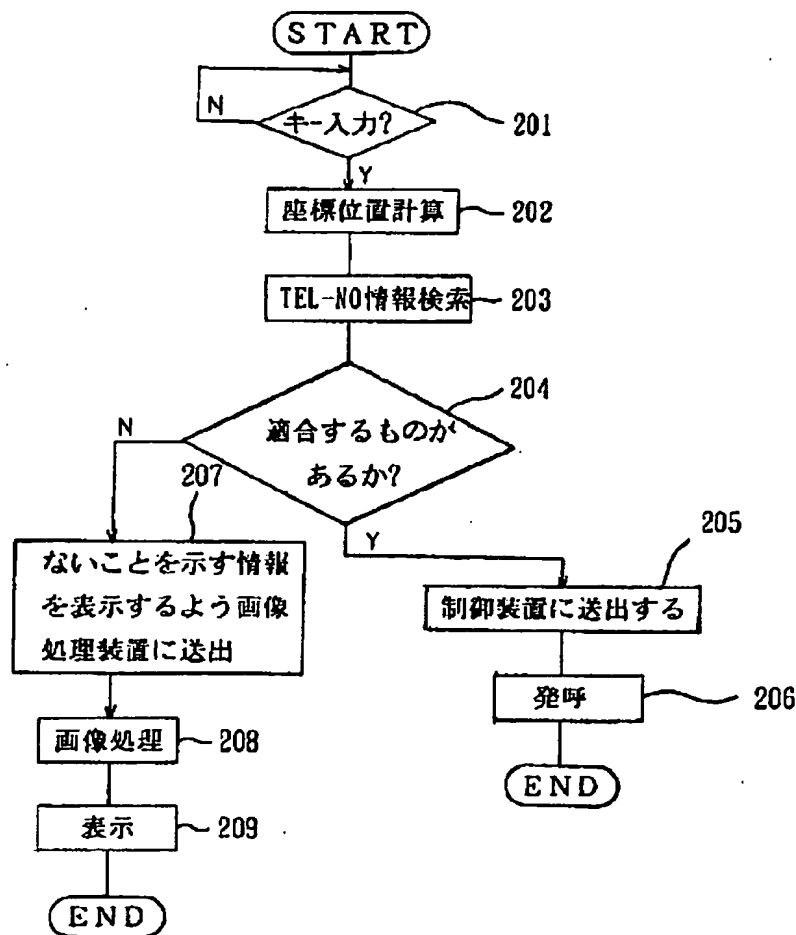 START
N
キー入力?
201
Y
座標位置計算
202
TEL-NO情報検索
203
204
N
適合するものが
あるか?
207
Y
205
ないことを示す情報
を表示するよう画像
処理装置に送出
制御装置に送出する
発呼
206
画像処理
208
END
表示
209
END